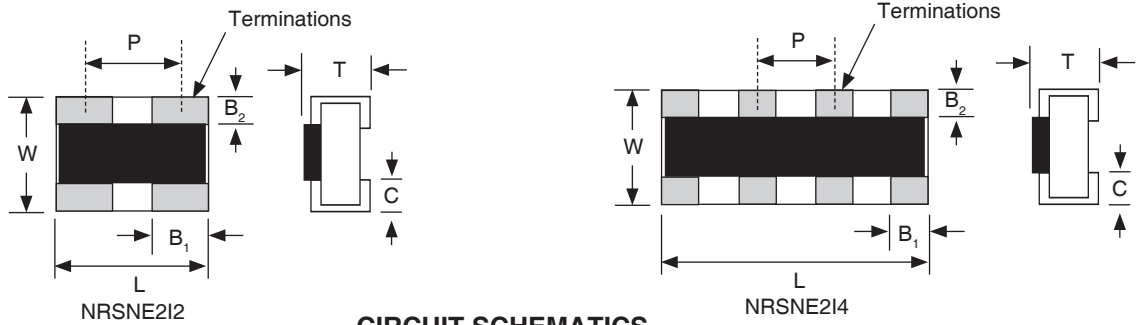 Terminations
P
T
B2
W
C
B1
L
NRSNE2I2
Terminations
P
T
B2
W
C
B1
L
NRSNE2I4
CIRCUIT SCHEMATICS